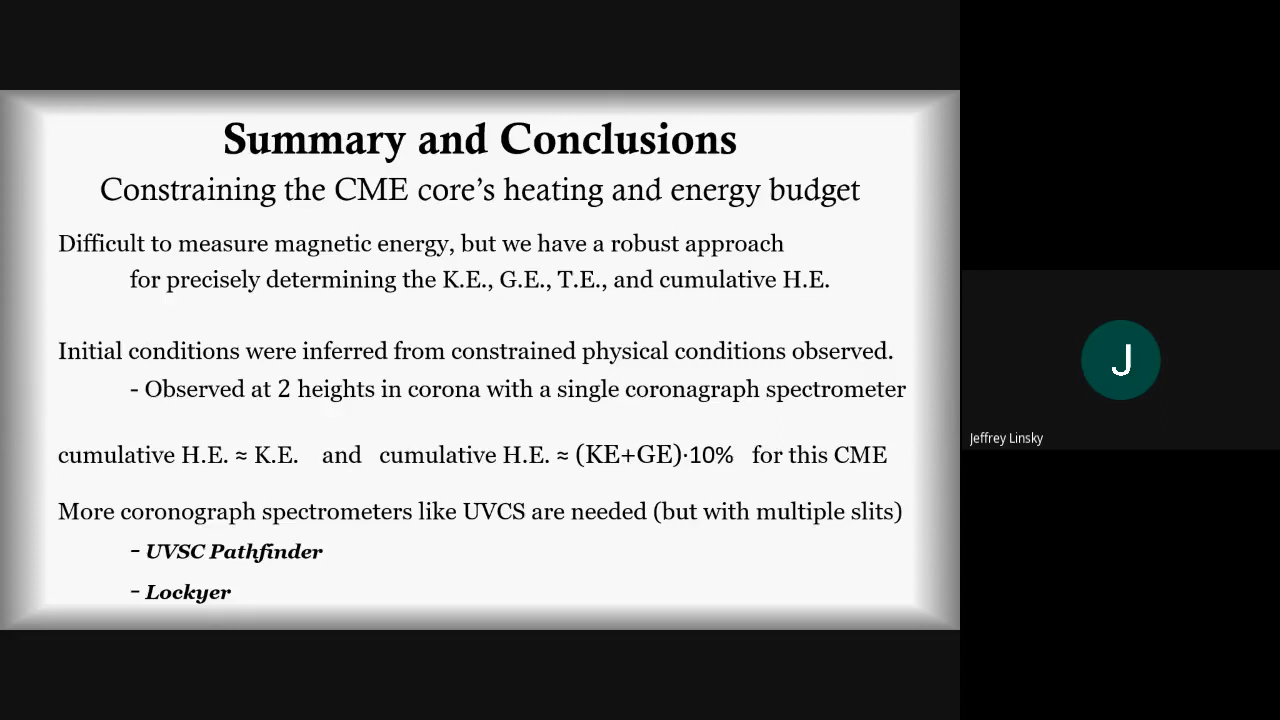 Summary and Conclusions
Constraining the CME core's heating and energy budget
Difficult to measure magnetic energy, but we have a robust approach
for precisely determining the K.E., G.E., T.E., and cumulative H.E.
Initial conditions were inferred from constrained physical conditions observed.
- Observed at 2 heights in corona with a single coronagraph spectrometer
cumulative H.E. ≈ K.E. and cumulative H.E. ≈ (KE+GE)·10% for this CME
More coronograph spectrometers like UVCS are needed (but with multiple slits)
- UVSC Pathfinder
- Lockyer
J
Jeffrey Linsky